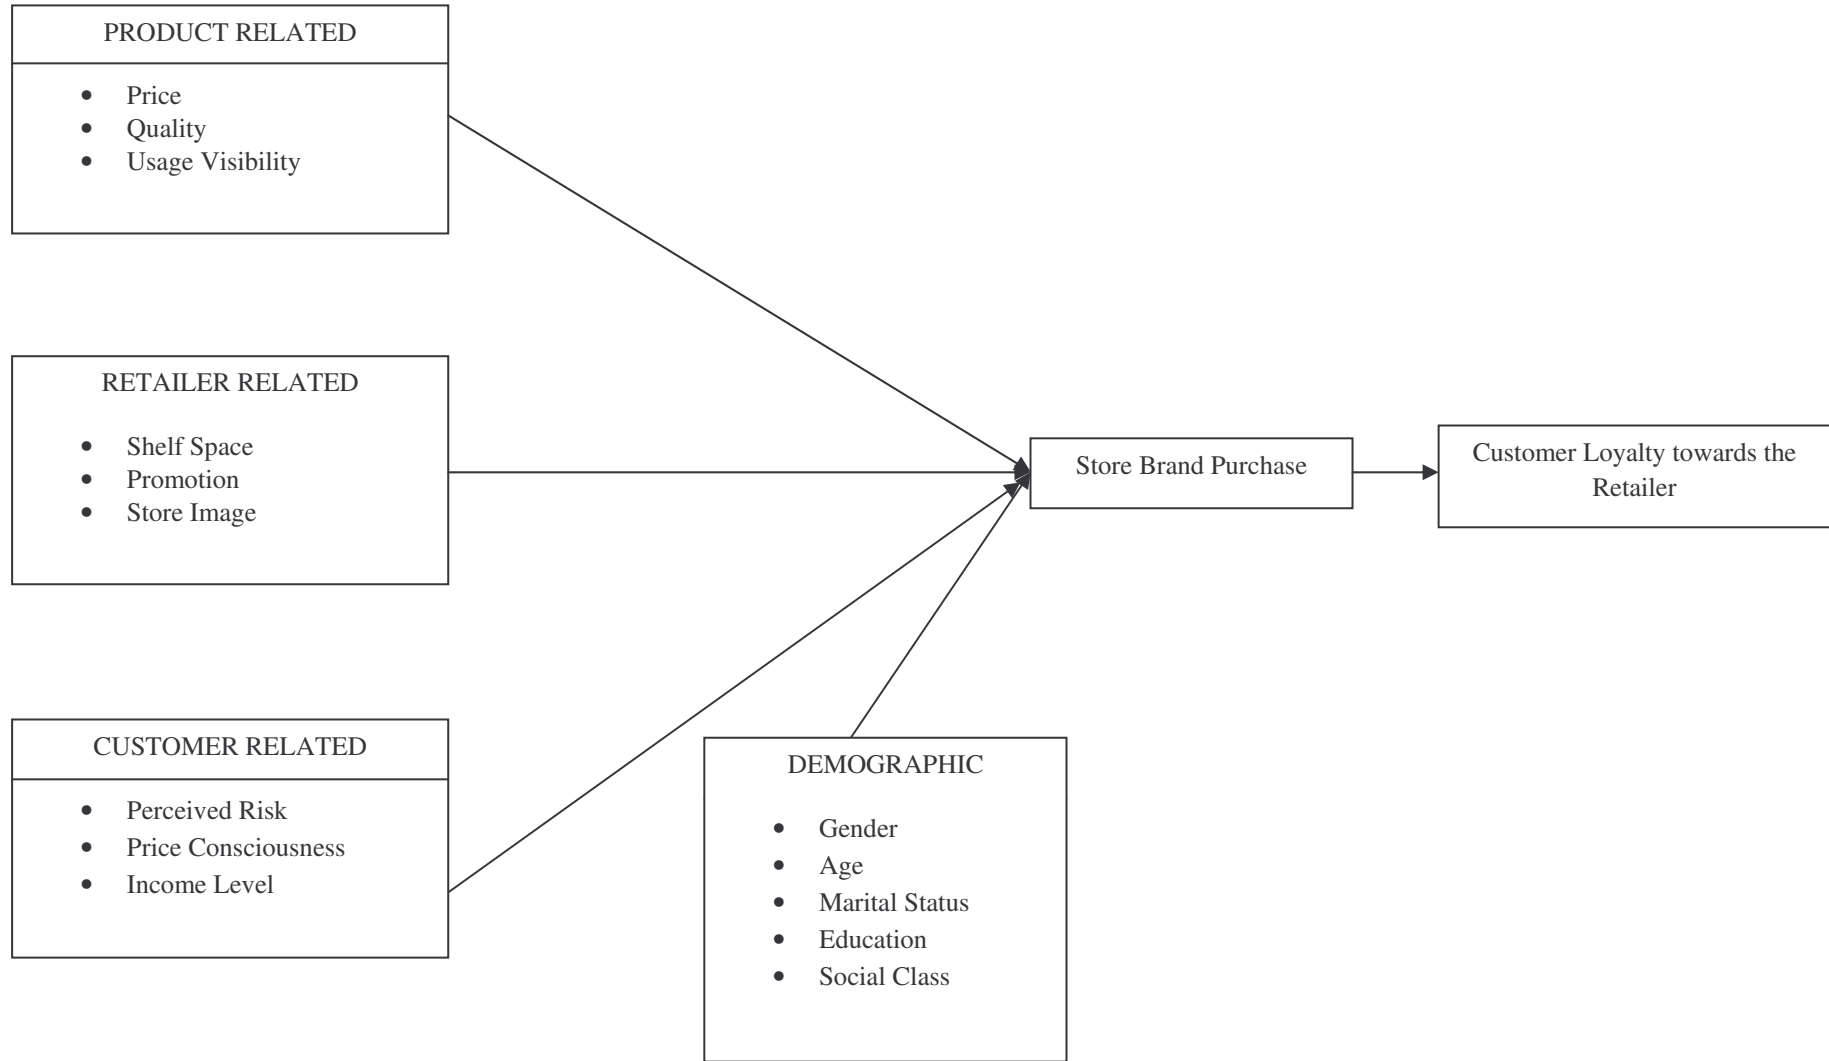 PRODUCT RELATED
• Price
• Quality
• Usage Visibility
RETAILER RELATED
• Shelf Space
• Promotion
• Store Image
CUSTOMER RELATED
• Perceived Risk
• Price Consciousness
• Income Level
DEMOGRAPHIC
• Gender
• Age
• Marital Status
• Education
• Social Class
Store Brand Purchase
Customer Loyalty towards the
Retailer